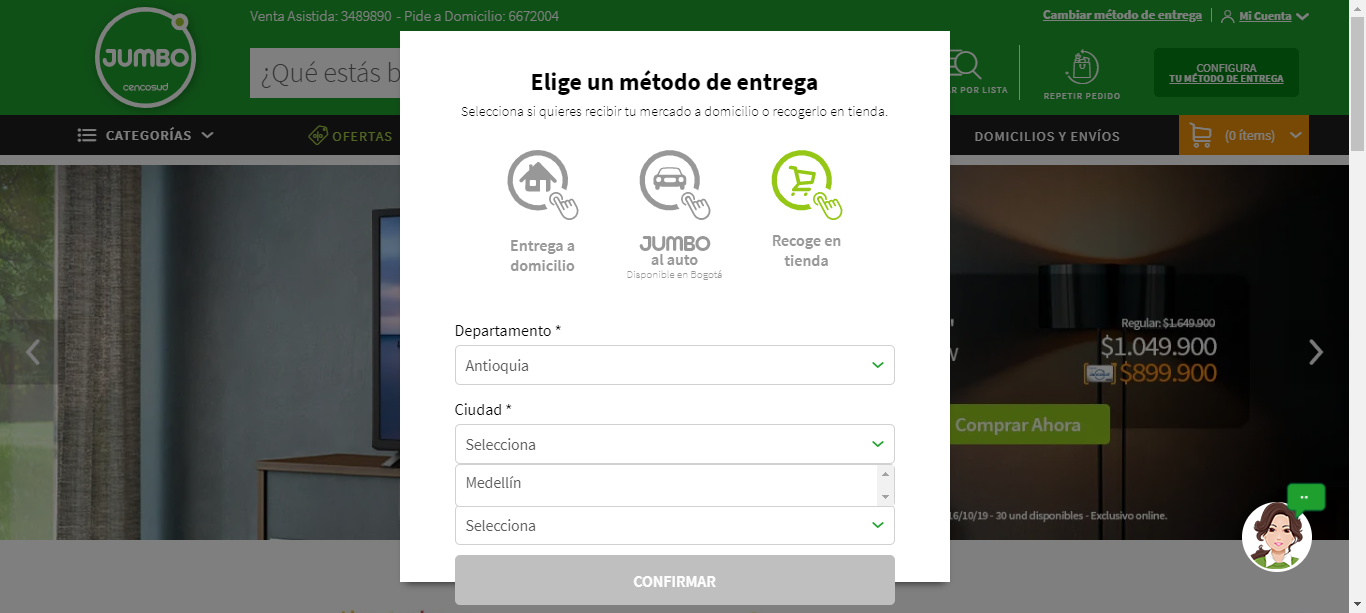 Venta Asistida: 3489890 - Pide a Domicilio: 6672004
Cambiar método de entrega
Mi Cuenta
JUMBO
cencosud
¿Qué estás b
R POR LISTA
REPETIR PEDIDO
CONFIGURA
TU MÉTODO DE ENTREGA
CATEGORÍAS
OFERTAS
DOMICILIOS Y ENVÍOS
(0 ítems)
Elige un método de entrega
Selecciona si quieres recibir tu mercado a domicilio o recogerlo en tienda.
Entrega a
domicilio
JUMBO
al auto
Disponible en Bogotá
Recoge en
tienda
Departamento *
Antioquia
Ciudad *
Selecciona
Medellín
Selecciona
CONFIRMAR
Regular: $1.649.900
$1.049.900
$899.900
Comprar Ahora
16/10/19 - 30 und disponibles - Exclusivo online.